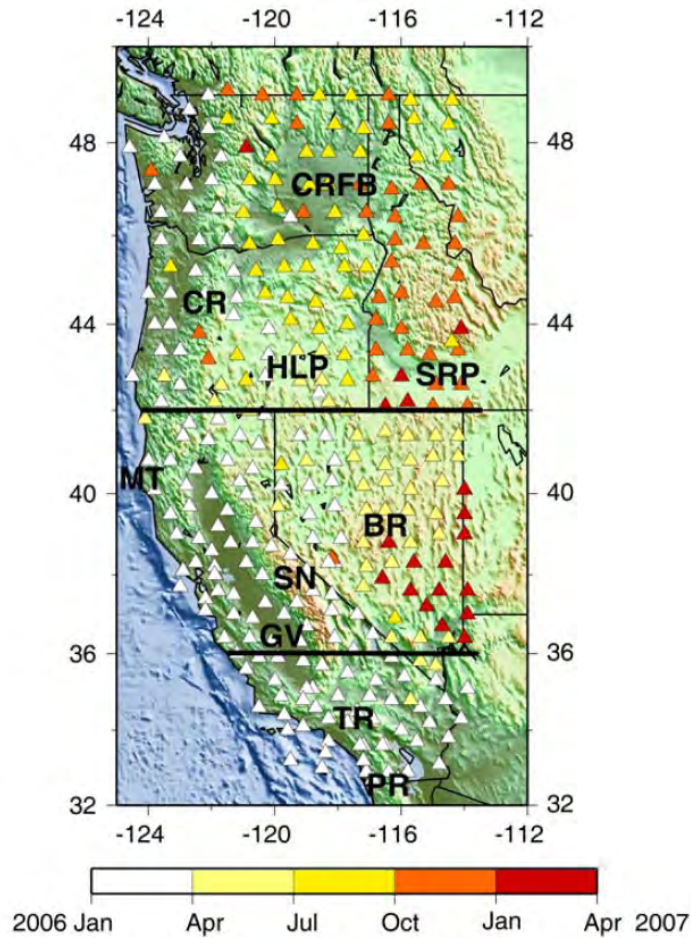 -124 -120 -116 -112
48 48
CRFB
CR
44 44
HLP SRP
MT
40 40
BR
SN
GV
36 36
TR
PR
32 32
-124 -120 -116 -112
2006 Jan Apr Jul Oct Jan Apr 2007